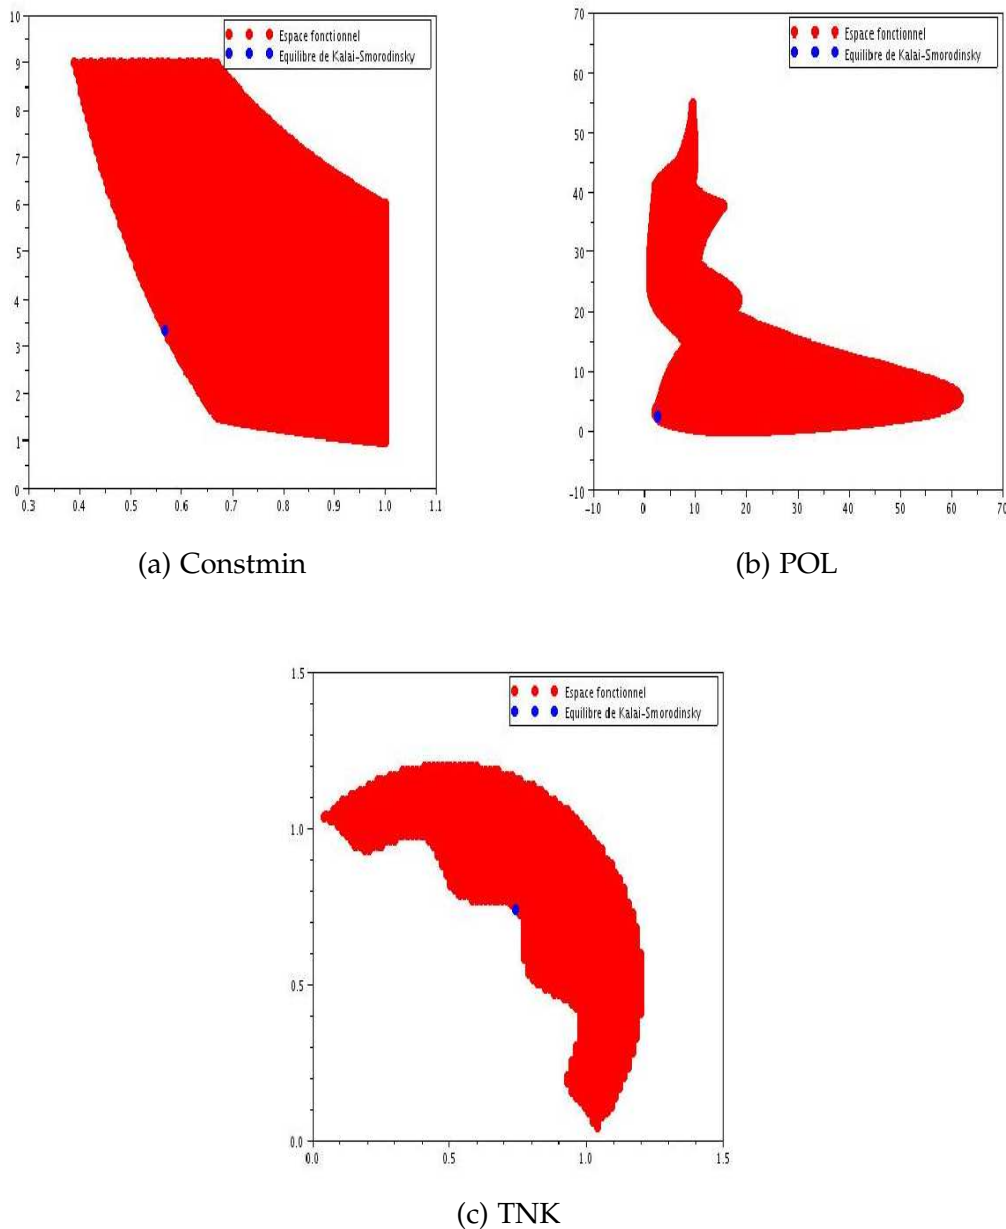 10
9
8
7
6
5
4
3
2
1
0
0.3 0.4 0.5 0.6 0.7 0.8 0.9 1.0 1.1
Espace fonctionnel
Equilibre de Kalai-Smorodinsky
(a) Constmin
70
60
50
40
30
20
10
0
-10
-10 0 10 20 30 40 50 60 70
Espace fonctionnel
Equilibre de Kalai-Smorodinsky
(b) POL
1.5
1.0
0.5
0.0
0.0 0.5 1.0 1.5
Espace fonctionnel
Equilibre de Kalai-Smorodinsky
(c) TNK